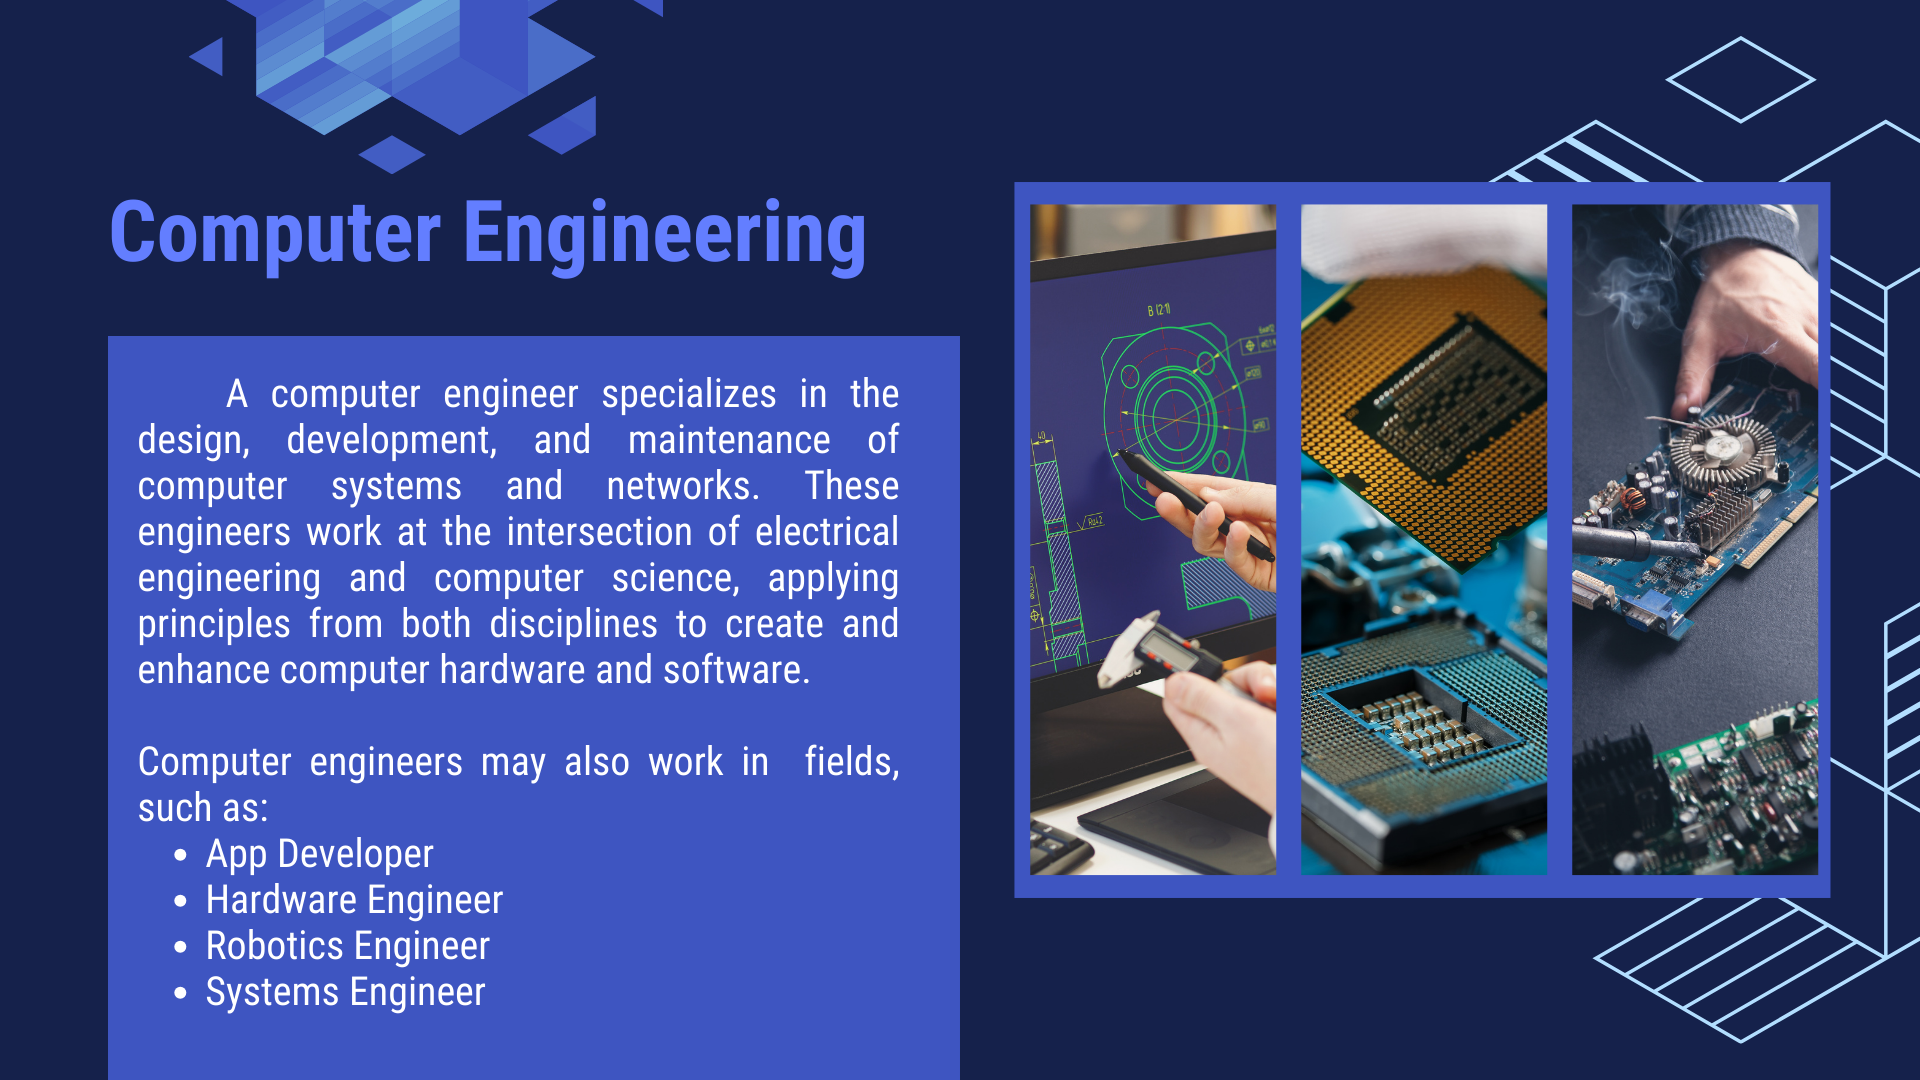 Computer Engineering
A computer engineer specializes in the
design, development, and maintenance of
computer systems and networks. These
engineers work at the intersection of electrical
engineering and computer science, applying
principles from both disciplines to create and
enhance computer hardware and software.
Computer engineers may also work in fields,
such as:
• App Developer
• Hardware Engineer
• Robotics Engineer
• Systems Engineer
B (2:1)
40